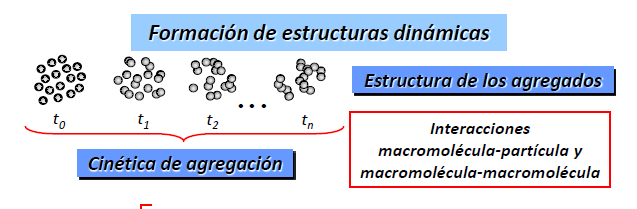 Formación de estructuras dinámicas
Estructura de los agregados
t0 t1 t2 ... tn
Interacciones
macromolécula-partícula y
macromolécula-macromolécula
Cinética de agregación